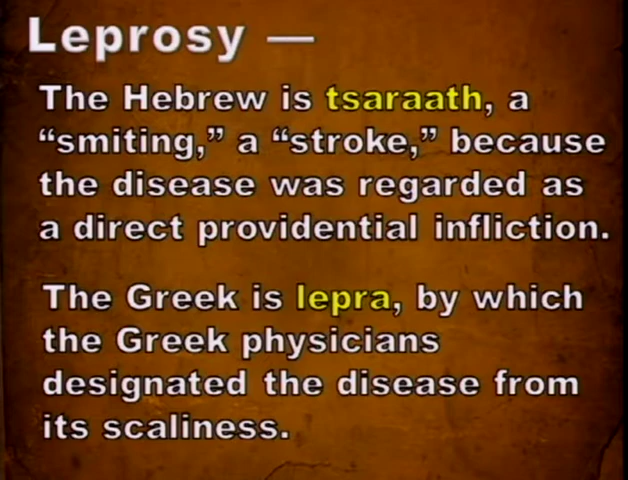 Leprosy —
The Hebrew is tsaraath, a
“smiting,” a “stroke,” because
the disease was regarded as
a direct providential infliction.
The Greek is lepra, by which
the Greek physicians
designated the disease from
its scaliness.